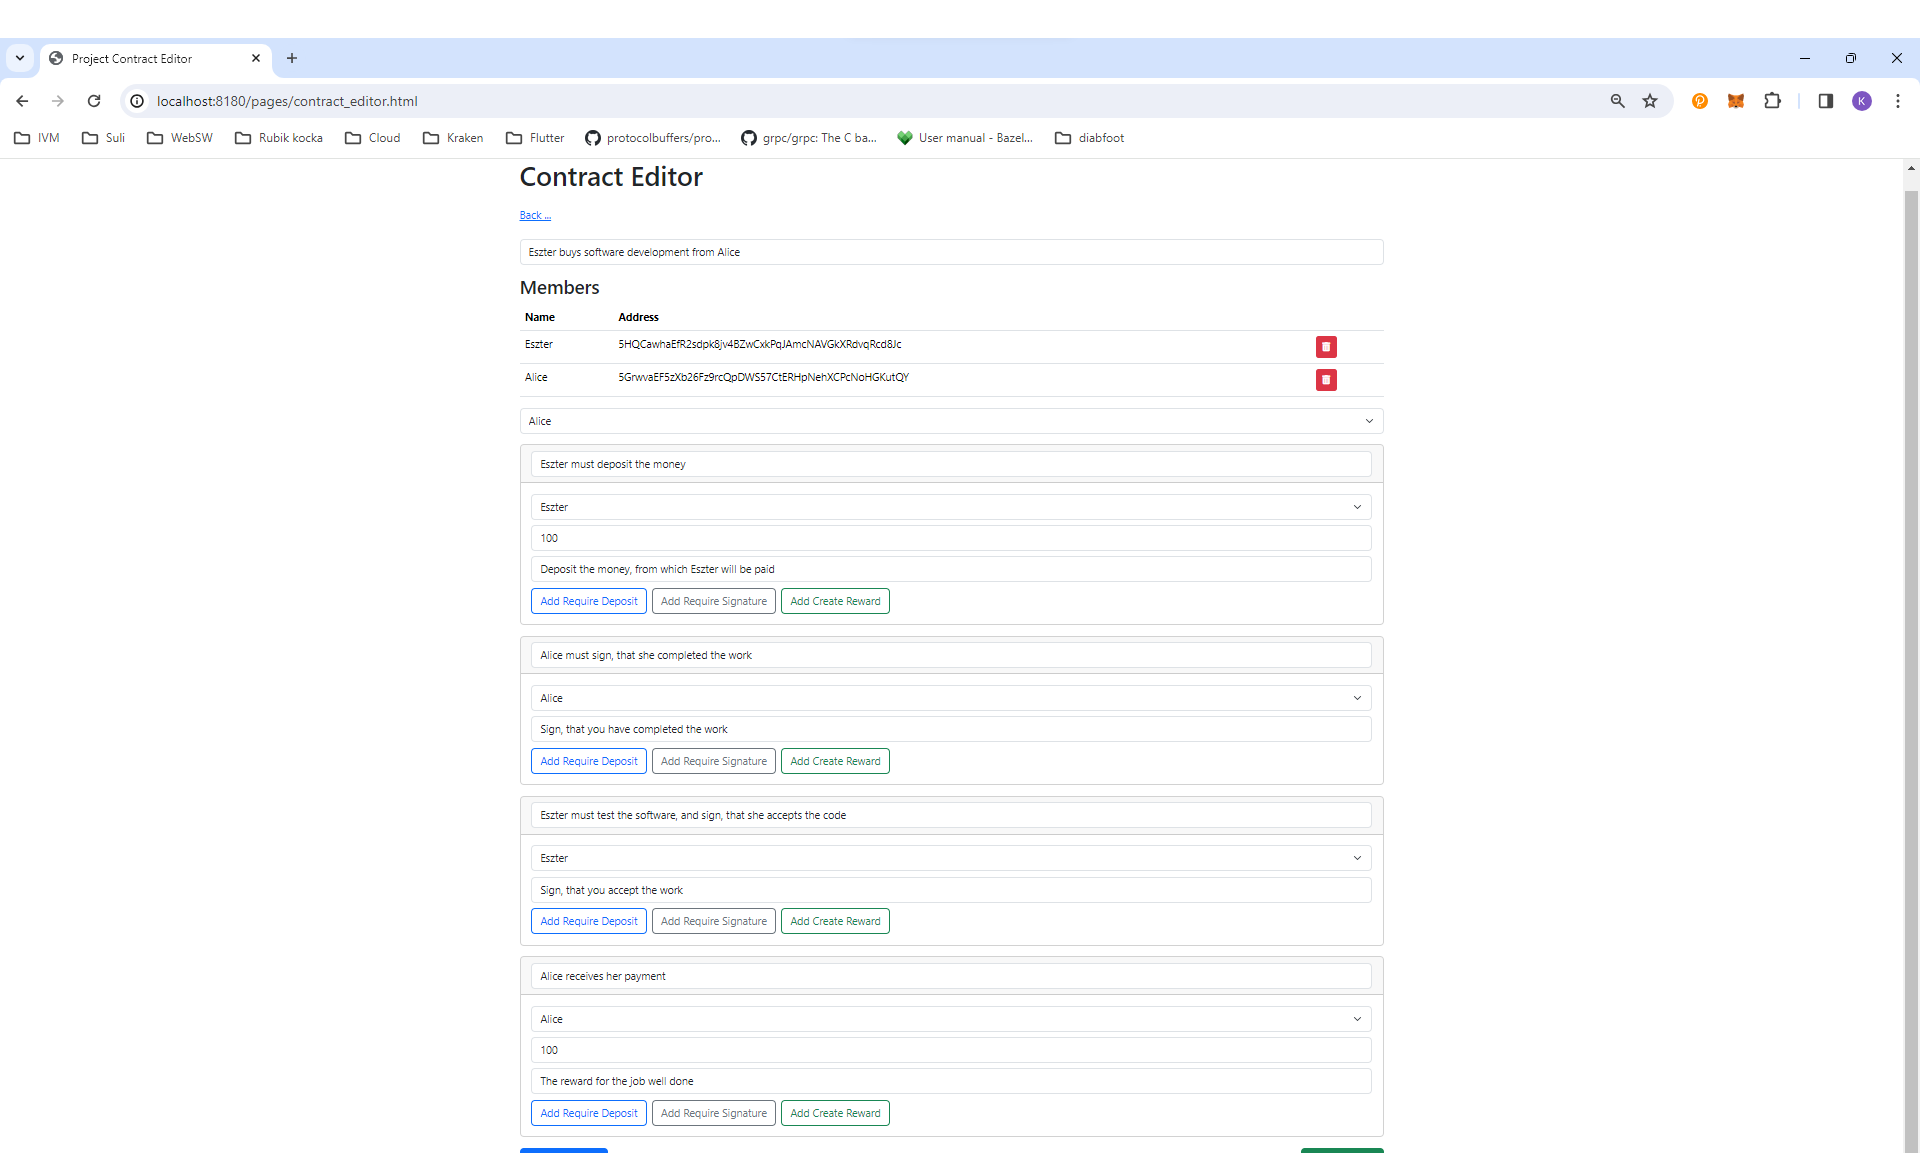 Project Contract Editor
localhost:8180/pages/contract_editor.html
K
IVM Suli WebSW Rubik kocka Cloud Kraken Flutter protocolbuffers/pro... grpc/grpc: The C ba... User manual - Bazel... diabfoot
Contract Editor
Back ...
Eszter buys software development from Alice
Members
Name Address
Eszter 5HQCawhaEfR2sdpk8jv4BZwCxkPqJAmcNAVGkXRdvqRcd8Jc
Alice 5GrwvaEF5zXb26Fz9rcQpDWS57CtERHpNehXCPcNoHGKutQY
Alice
Eszter must deposit the money
Eszter
100
Deposit the money, from which Eszter will be paid
Add Require Deposit Add Require Signature Add Create Reward
Alice must sign, that she completed the work
Alice
Sign, that you have completed the work
Add Require Deposit Add Require Signature Add Create Reward
Eszter must test the software, and sign, that she accepts the code
Eszter
Sign, that you accept the work
Add Require Deposit Add Require Signature Add Create Reward
Alice receives her payment
Alice
100
The reward for the job well done
Add Require Deposit Add Require Signature Add Create Reward